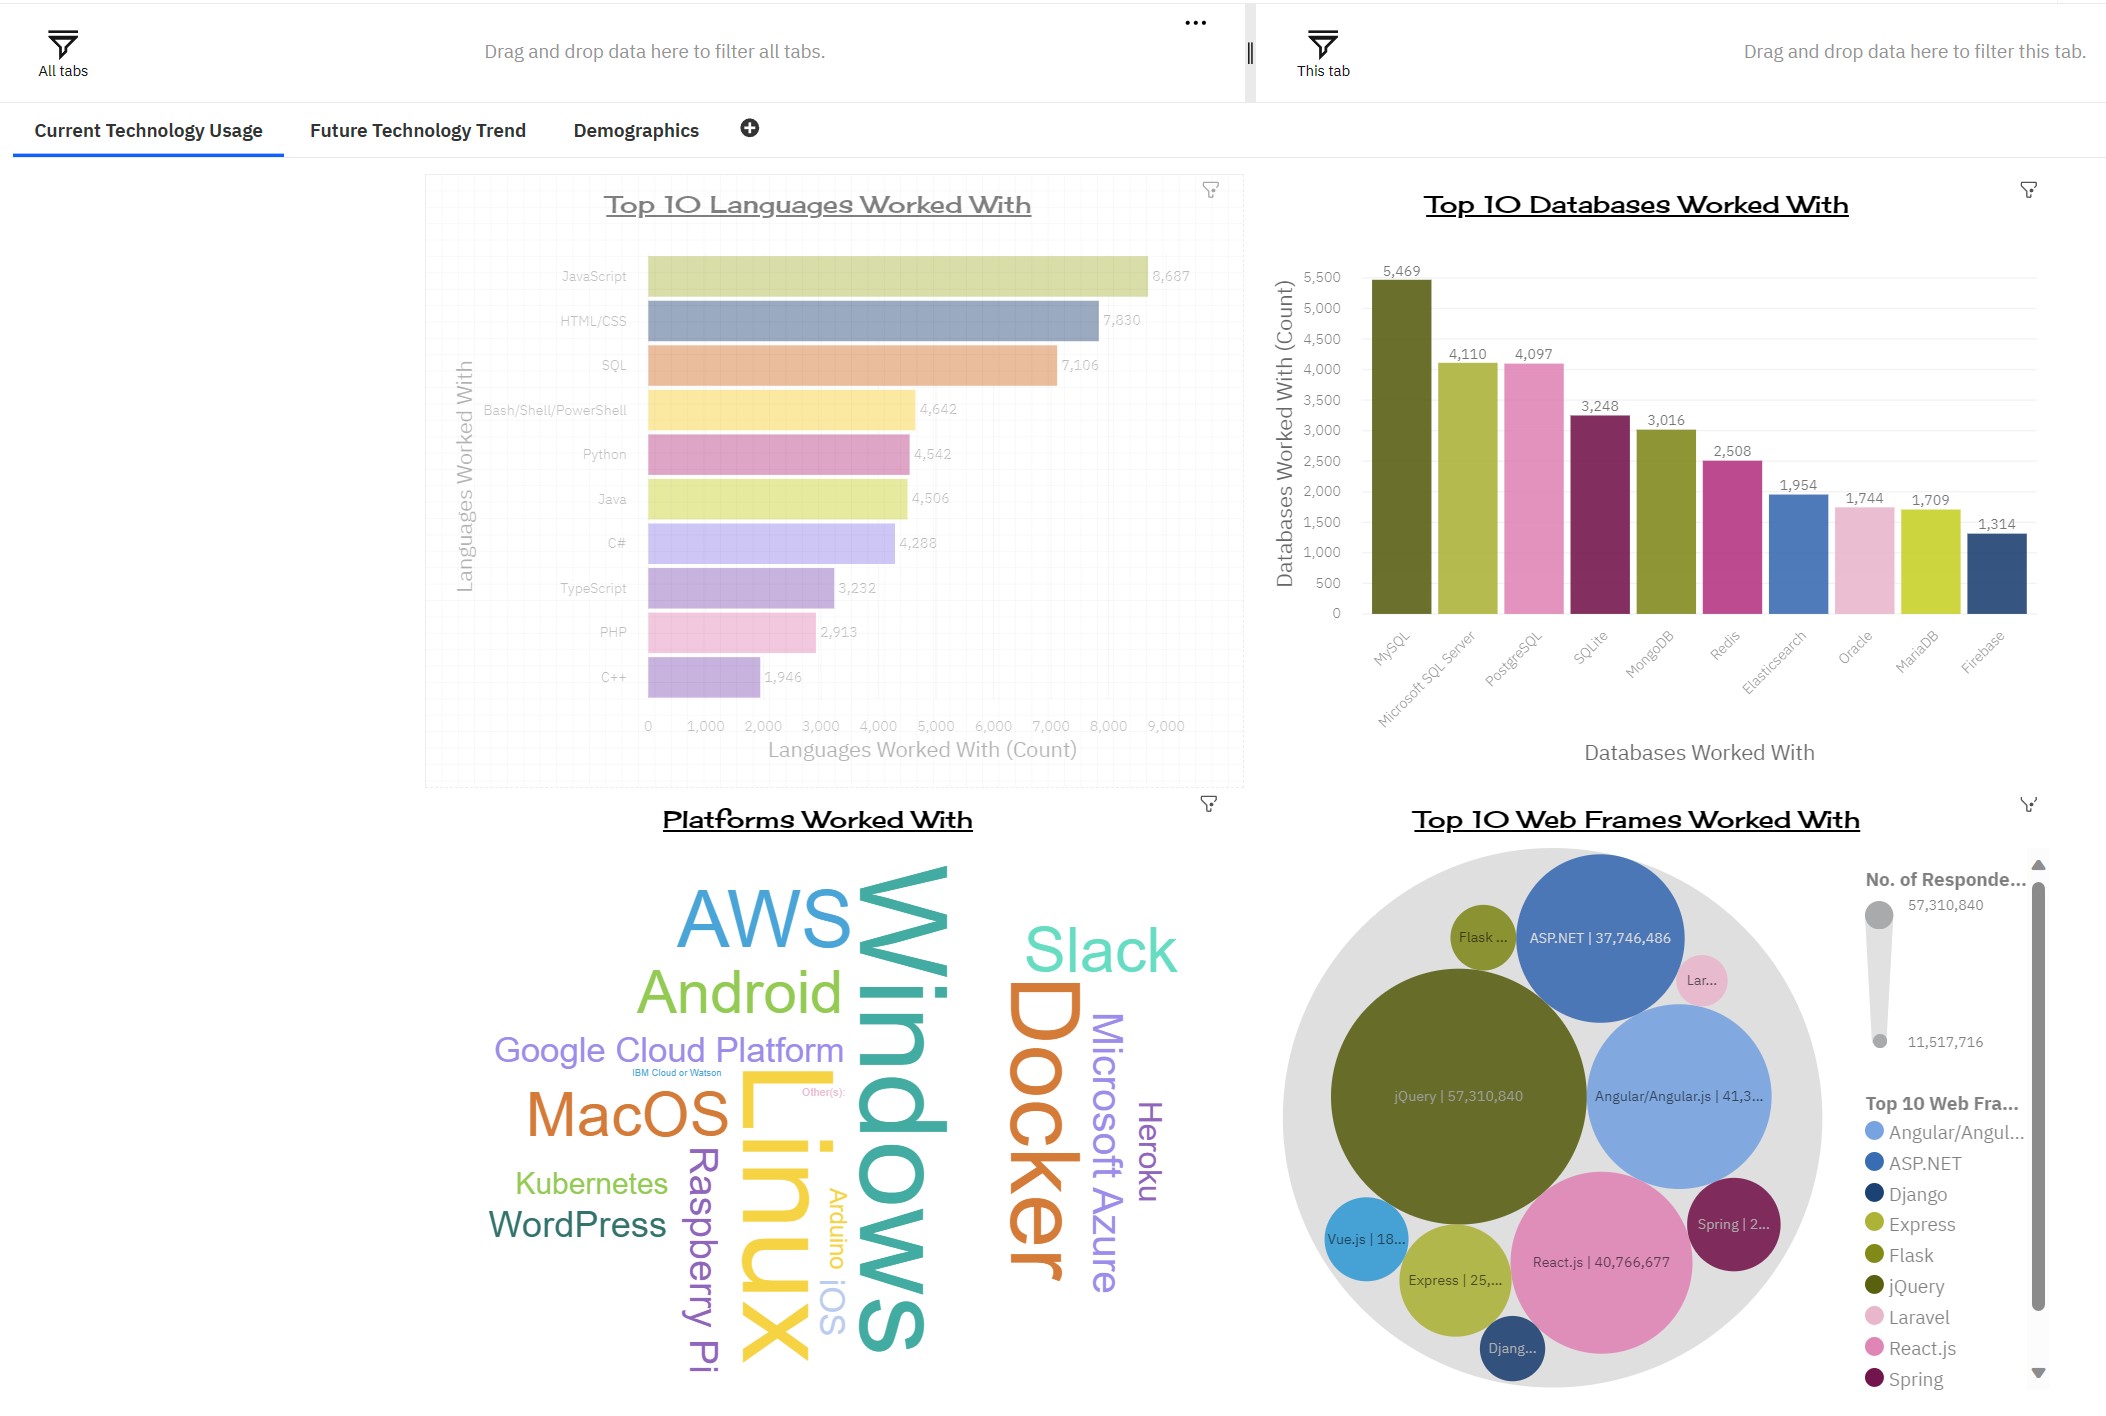 All tabs
Drag and drop data here to filter all tabs.
This tab
Drag and drop data here to filter this tab.
Current Technology Usage
Future Technology Trend
Demographics
Top 10 Languages Worked With
Languages Worked With
JavaScript
8,687
HTML/CSS
7,830
SQL
7,106
Bash/Shell/PowerShell
4,642
Python
4,542
Java
4,506
C#
4,288
TypeScript
3,232
PHP
2,913
C++
1,946
0 1,000 2,000 3,000 4,000 5,000 6,000 7,000 8,000 9,000
Languages Worked With (Count)
Top 10 Databases Worked With
Databases Worked With (Count)
5,500
5,000
4,500
4,000
3,500
3,000
2,500
2,000
1,500
1,000
500
0
5,469
4,110
4,097
3,248
3,016
2,508
1,954
1,744
1,709
1,314
MySQL
Microsoft SQL Server
PostgreSQL
SQLite
MongoDB
Redis
Elasticsearch
Oracle
MariaDB
Firebase
Databases Worked With
Platforms Worked With
AWS
Windows
Slack
Android
Docker
Google Cloud Platform
Microsoft Azure
IBM Cloud or Watson
Linux
Other(s):
MacOS
Heroku
Raspberry Pi
Kubernetes
Arduino
WordPress
iOS
Top 10 Web Frames Worked With
Flask ...
ASP.NET | 37,746,486
Lar...
jQuery | 57,310,840
Angular/Angular.js | 41,3...
Vue.js | 18...
Express | 25,...
React.js | 40,766,677
Spring | 2...
Djang...
No. of Responde...
57,310,840
11,517,716
Top 10 Web Fra...
Angular/Angul...
ASP.NET
Django
Express
Flask
jQuery
Laravel
React.js
Spring